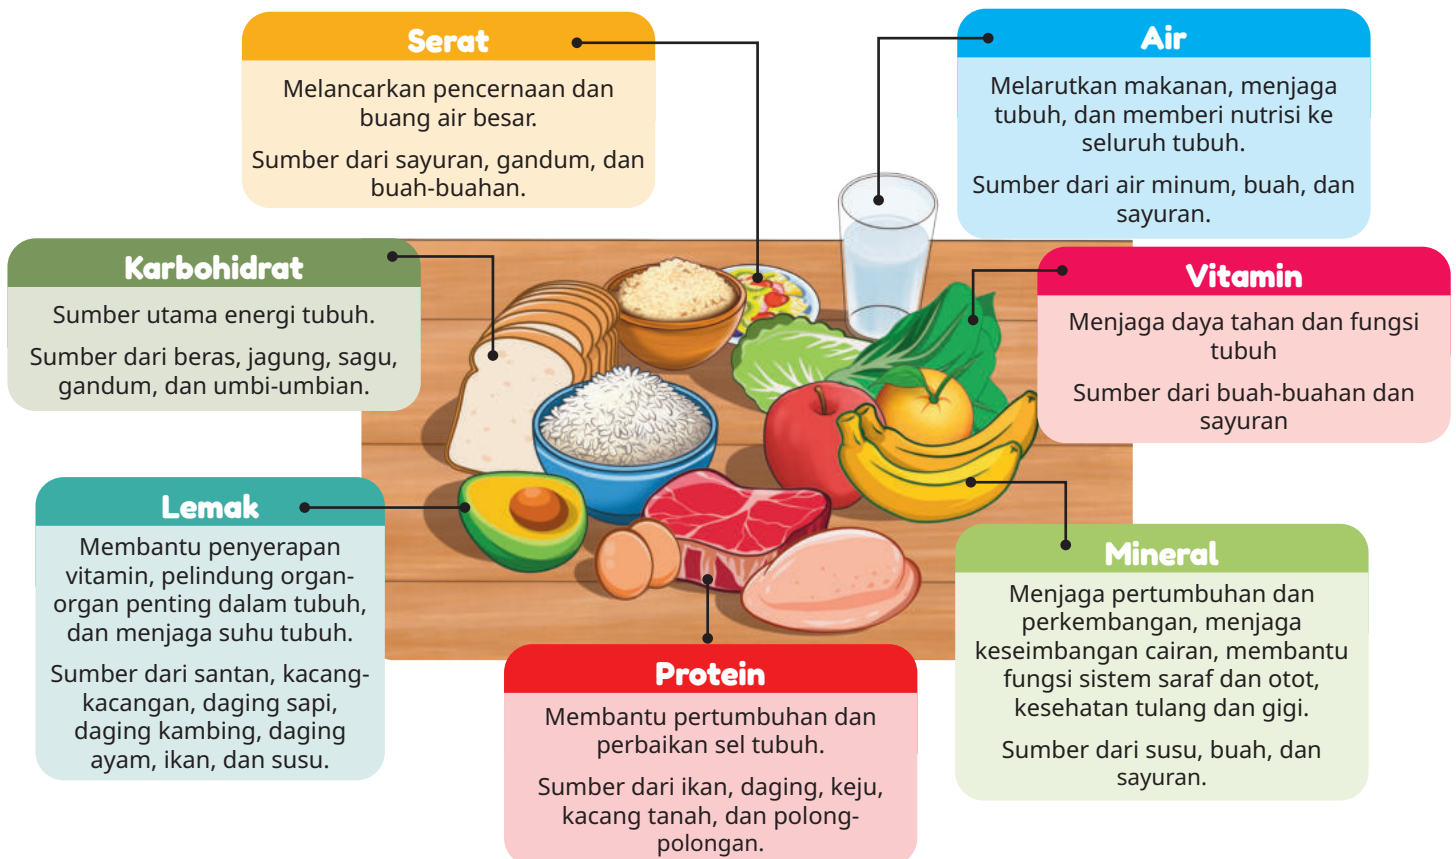 Serat
Melancarkan pencernaan dan
buang air besar.
Sumber dari sayuran, gandum, dan
buah-buahan.
Air
Melarutkan makanan, menjaga
tubuh, dan memberi nutrisi ke
seluruh tubuh.
Sumber dari air minum, buah, dan
sayuran.
Karbohidrat
Sumber utama energi tubuh.
Sumber dari beras, jagung, sagu,
gandum, dan umbi-umbian.
Vitamin
Menjaga daya tahan dan fungsi
tubuh
Sumber dari buah-buahan dan
sayuran
Lemak
Membantu penyerapan
vitamin, pelindung organ-
organ penting dalam tubuh,
dan menjaga suhu tubuh.
Sumber dari santan, kacang-
kacangan, daging sapi,
daging kambing, daging
ayam, ikan, dan susu.
Protein
Membantu pertumbuhan dan
perbaikan sel tubuh.
Sumber dari ikan, daging, keju,
kacang tanah, dan polong-
polongan.
Mineral
Menjaga pertumbuhan dan
perkembangan, menjaga
keseimbangan cairan, membantu
fungsi sistem saraf dan otot,
kesehatan tulang dan gigi.
Sumber dari susu, buah, dan
sayuran.